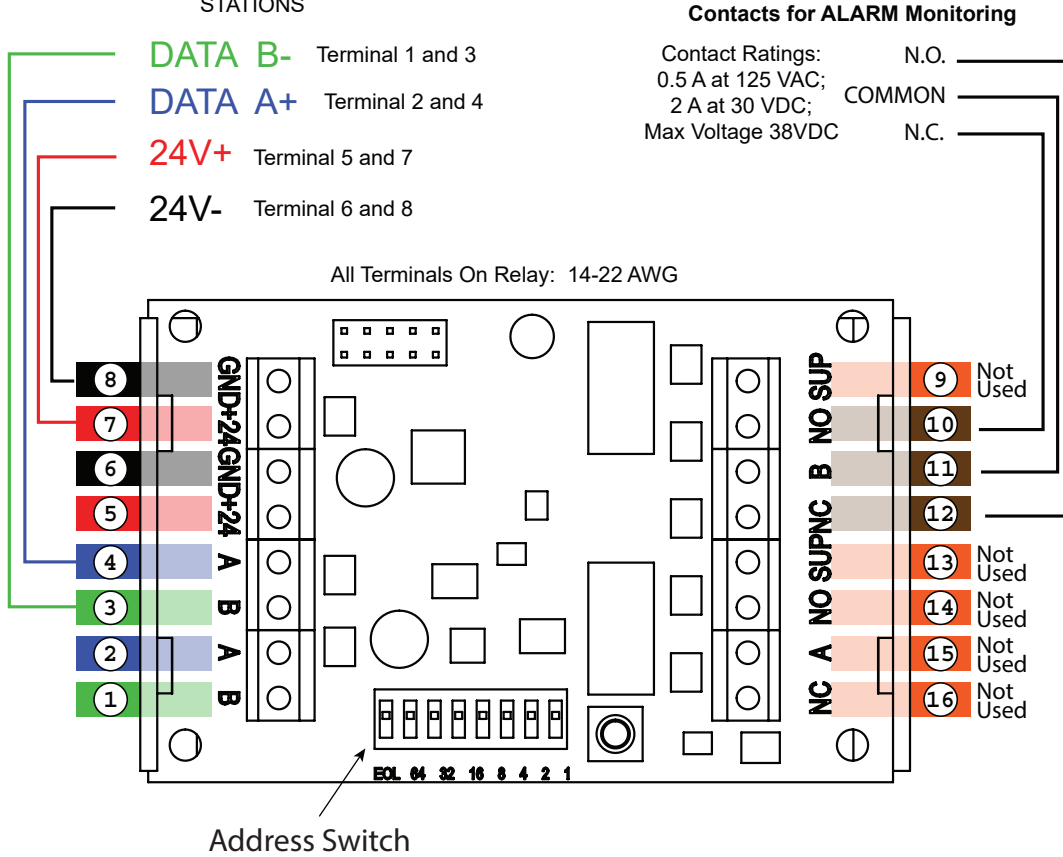 STATIONS
DATA B- Terminal 1 and 3
DATA A+ Terminal 2 and 4
24V+ Terminal 5 and 7
24V- Terminal 6 and 8
Contacts for ALARM Monitoring
Contact Ratings:
0.5 A at 125 VAC;
2 A at 30 VDC;
Max Voltage 38VDC
N.O.
COMMON
N.C.
All Terminals On Relay: 14-22 AWG
8
7
6
5
4
3
2
1
GND+24GND+24
A
B
A
B
NO SUP
B
NO SUPNC
A
NC
9 Not
Used
10
11
12
13 Not
Used
14 Not
Used
15 Not
Used
16 Not
Used
EOL 64 32 16 8 4 2 1
Address Switch